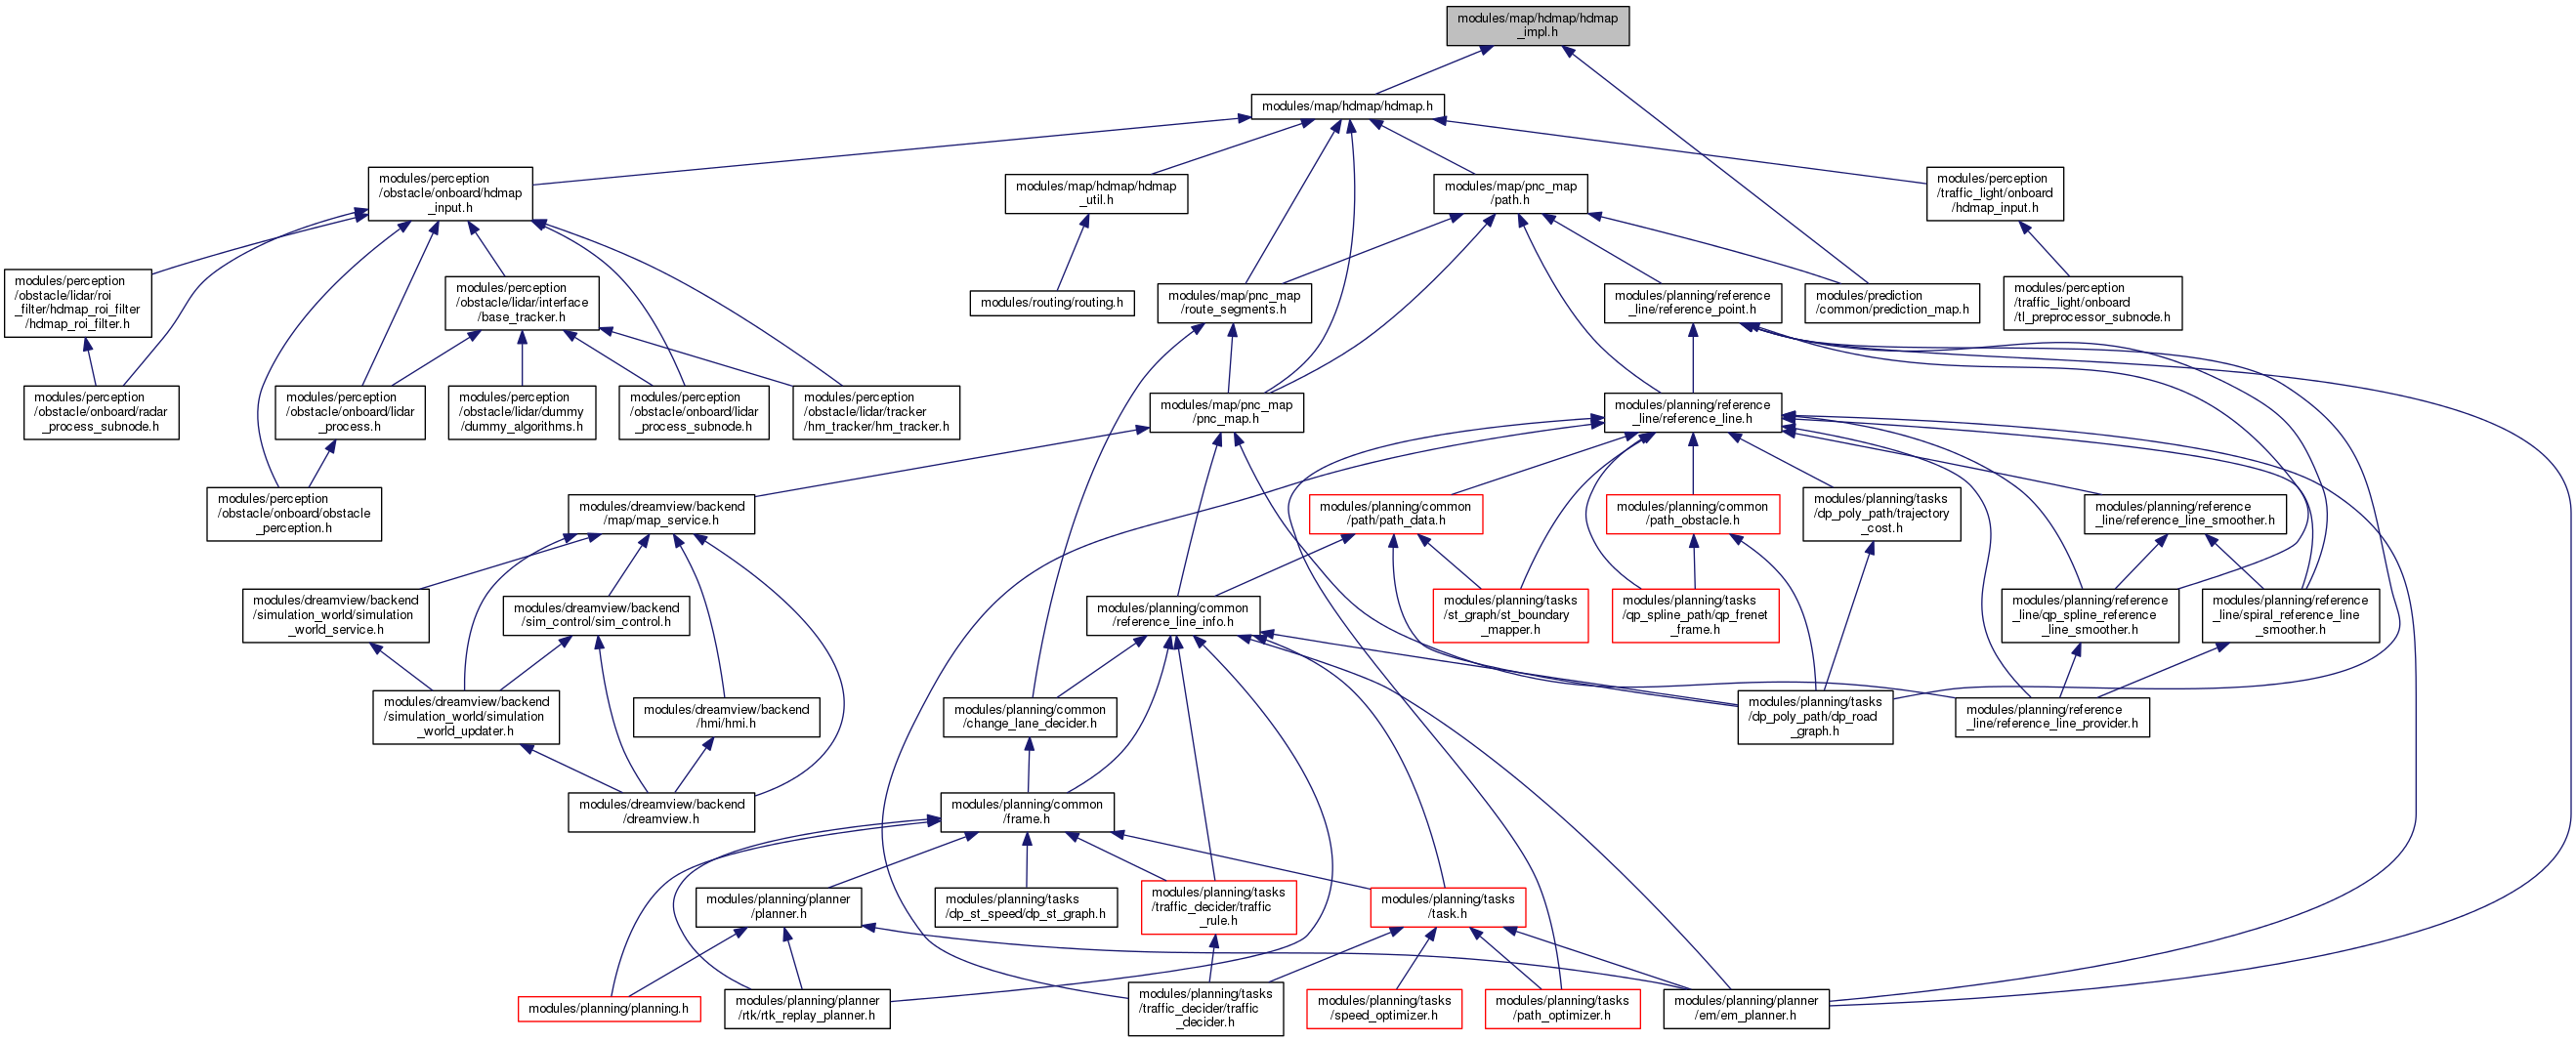 modules/map/hdmap/hdmap
_impl.h
modules/map/hdmap/hdmap.h
modules/perception
/obstacle/onboard/hdmap
_input.h
modules/map/hdmap/hdmap
_util.h
modules/map/pnc_map
/path.h
modules/perception
/traffic_light/onboard
/hdmap_input.h
modules/perception
/obstacle/lidar/roi
_filter/hdmap_roi_filter
/hdmap_roi_filter.h
modules/perception
/obstacle/lidar/interface
/base_tracker.h
modules/routing/routing.h
modules/map/pnc_map
/route_segments.h
modules/planning/reference
_line/reference_point.h
modules/prediction
/common/prediction_map.h
modules/perception
/traffic_light/onboard
/tl_preprocessor_subnode.h
modules/perception
/obstacle/onboard/radar
_process_subnode.h
modules/perception
/obstacle/onboard/lidar
_process.h
modules/perception
/obstacle/lidar/dummy
/dummy_algorithms.h
modules/perception
/obstacle/onboard/lidar
_process_subnode.h
modules/perception
/obstacle/lidar/tracker
/hm_tracker/hm_tracker.h
modules/map/pnc_map
/pnc_map.h
modules/planning/reference
_line/reference_line.h
modules/perception
/obstacle/onboard/obstacle
_perception.h
modules/dreamview/backend
/map/map_service.h
modules/planning/common
/path/path_data.h
modules/planning/common
/path_obstacle.h
modules/planning/tasks
/dp_poly_path/trajectory
_cost.h
modules/planning/reference
_line/reference_line_smoother.h
modules/dreamview/backend
/simulation_world/simulation
_world_service.h
modules/dreamview/backend
/sim_control/sim_control.h
modules/planning/common
/reference_line_info.h
modules/planning/tasks
/st_graph/st_boundary
_mapper.h
modules/planning/tasks
/qp_spline_path/qp_frenet
_frame.h
modules/planning/reference
_line/qp_spline_reference
_line_smoother.h
modules/planning/reference
_line/spiral_reference_line
_smoother.h
modules/dreamview/backend
/simulation_world/simulation
_world_updater.h
modules/dreamview/backend
/hmi/hmi.h
modules/planning/common
/change_lane_decider.h
modules/planning/tasks
/dp_poly_path/dp_road
_graph.h
modules/planning/reference
_line/reference_line_provider.h
modules/dreamview/backend
/dreamview.h
modules/planning/common
/frame.h
modules/planning/planner
/planner.h
modules/planning/tasks
/dp_st_speed/dp_st_graph.h
modules/planning/tasks
/traffic_decider/traffic
_rule.h
modules/planning/tasks
/task.h
modules/planning/planning.h
modules/planning/planner
/rtk/rtk_replay_planner.h
modules/planning/tasks
/traffic_decider/traffic
_decider.h
modules/planning/tasks
/speed_optimizer.h
modules/planning/tasks
/path_optimizer.h
modules/planning/planner
/em/em_planner.h